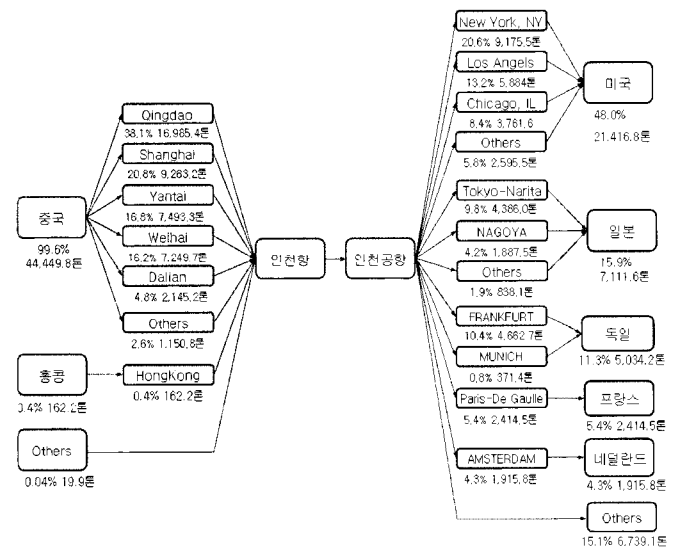 중국
99.6%
44,449.8톤
홍콩
0.4% 162.2톤
Others
0.04% 19.9톤
Qingdao
38.1% 16,985.4톤
Shanghai
20.8% 9,263.2톤
Yantai
16.8% 7,493.3톤
Weihai
16.2% 7,249.7톤
Dalian
4.8% 2,145.2톤
Others
2.6% 1,150.8톤
HongKong
0.4% 162.2톤
인천항
인천공항
New York, NY
20.6% 9,175.5톤
Los Angels
13.2% 5,884톤
Chicago, IL
8.4% 3,761.6
Others
5.8% 2,595.5톤
Tokyo-Narita
9.8% 4,386.0톤
NAGOYA
4.2% 1,887.5톤
Others
1.9% 838.1톤
FRANKFURT
10.4% 4,662.7톤
MUNICH
0.8% 371.4톤
Paris-De Gaulle
5.4% 2,414.5톤
AMSTERDAM
4.3% 1,915.8톤
미국
48.0%
21,416.8톤
일본
15.9%
7,111.6톤
독일
11.3% 5,034.2톤
프랑스
5.4% 2,414.5톤
네덜란드
4.3% 1,915.8톤
Others
15.1% 6,739.1톤